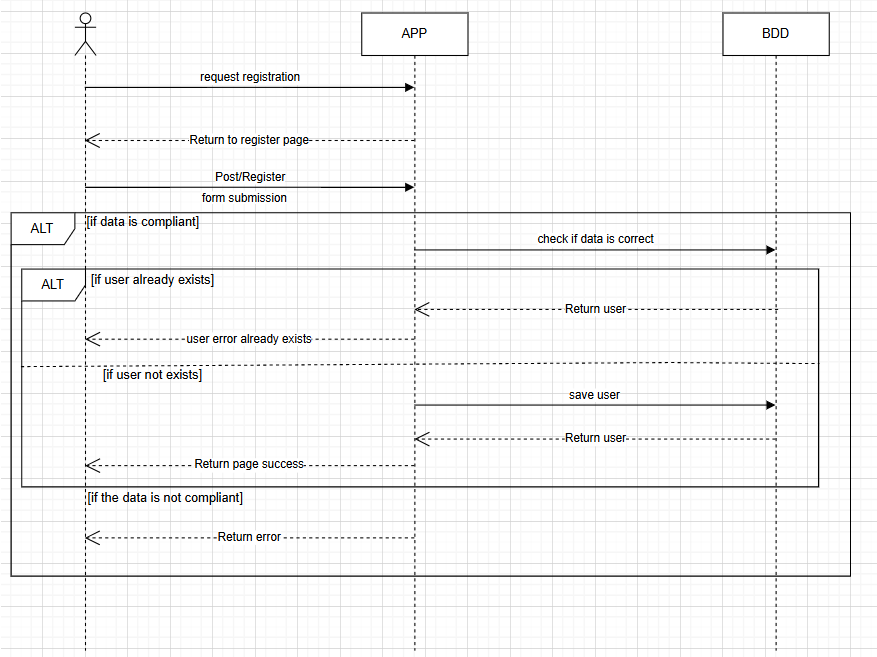 APP
BDD
request registration
Return to register page
Post/Register
form submission
ALT
[if data is compliant]
check if data is correct
ALT
[if user already exists]
Return user
user error already exists
[if user not exists]
save user
Return user
Return page success
[if the data is not compliant]
Return error